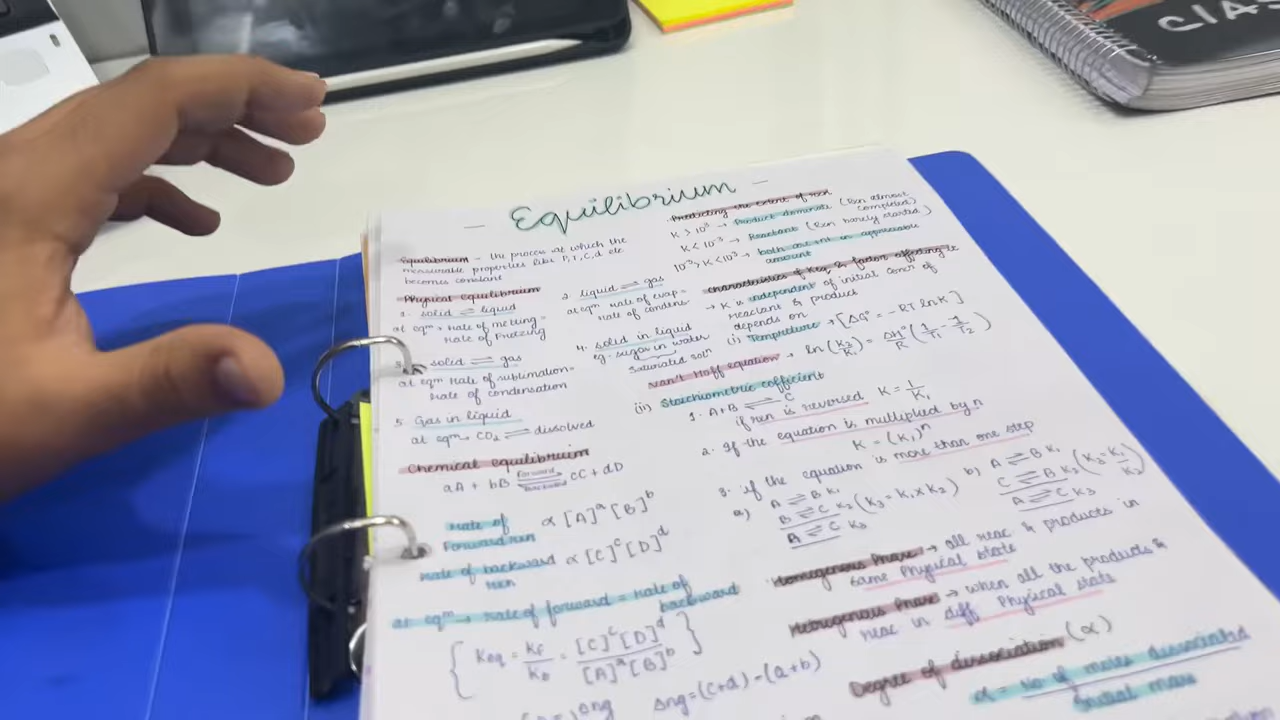 CLAS
Equilibrium
Equilibrium - the process at which the
measurable properties like P, T, C, d etc
becomes constant
Physical equilibrium
1. solid ⇌ liquid
at eqm → Rate of melting =
Rate of Freezing
2. liquid ⇌ gas
at eqm Rate of evap =
rate of condens
3. solid ⇌ gas
at eqm Rate of sublimation =
Rate of condensation
4. solid in liquid
eg. sugar in water
Saturated solⁿ
5. Gas in liquid
at eqm, CO₂ ⇌ dissolved
Chemical equilibrium
aA + bB forward ⇌ backward cC + dD
Rate of
Forward rxn
α [A]ᵃ [B]ᵇ
Rate of backward
rxn
α [C]ᶜ [D]ᵈ
at eqm → Rate of forward = Rate of
backward
{ Keq = Kf/Kb = [C]ᶜ [D]ᵈ / [A]ᵃ [B]ᵇ }
Δng
Δng = (c+d) - (a+b)
Predicting the extent of rxn
K > 10³ → Product dominate (Rxn almost
completed)
K < 10⁻³ → Reactant (Rxn barely started)
10⁻³ > K < 10³ → both are in appreciable
amount
characteristics of Keq & factor affecting it
→ K is independent of initial concⁿ of
reactant & product
depends on
(i) Temperature → [ΔG° = -RT lnK]
Van't Hoff equation → ln (K₂/K₁) = ΔH°/R (1/T₁ - 1/T₂)
(ii) Stoichiometric coefficient
1. A+B ⇌ C
if rxn is reversed K = 1/K₁
2. If the equation is multiplied by n
K = (K₁)ⁿ
3. if the equation is more than one step
a) A ⇌ B K₁
B ⇌ C K₂ (K₃ = K₁ x K₂)
A ⇌ C K₃
b) A ⇌ B K₁
C ⇌ B K₂ (K₃ = K₁/K₂)
A ⇌ C K₃
Homogenous Phase → all reac & products in
same Physical state
Hetrogenous Phase → when all the products &
reac in diff Physical state
Degree of dissociation (α)
α = No of moles dissociated
Initial